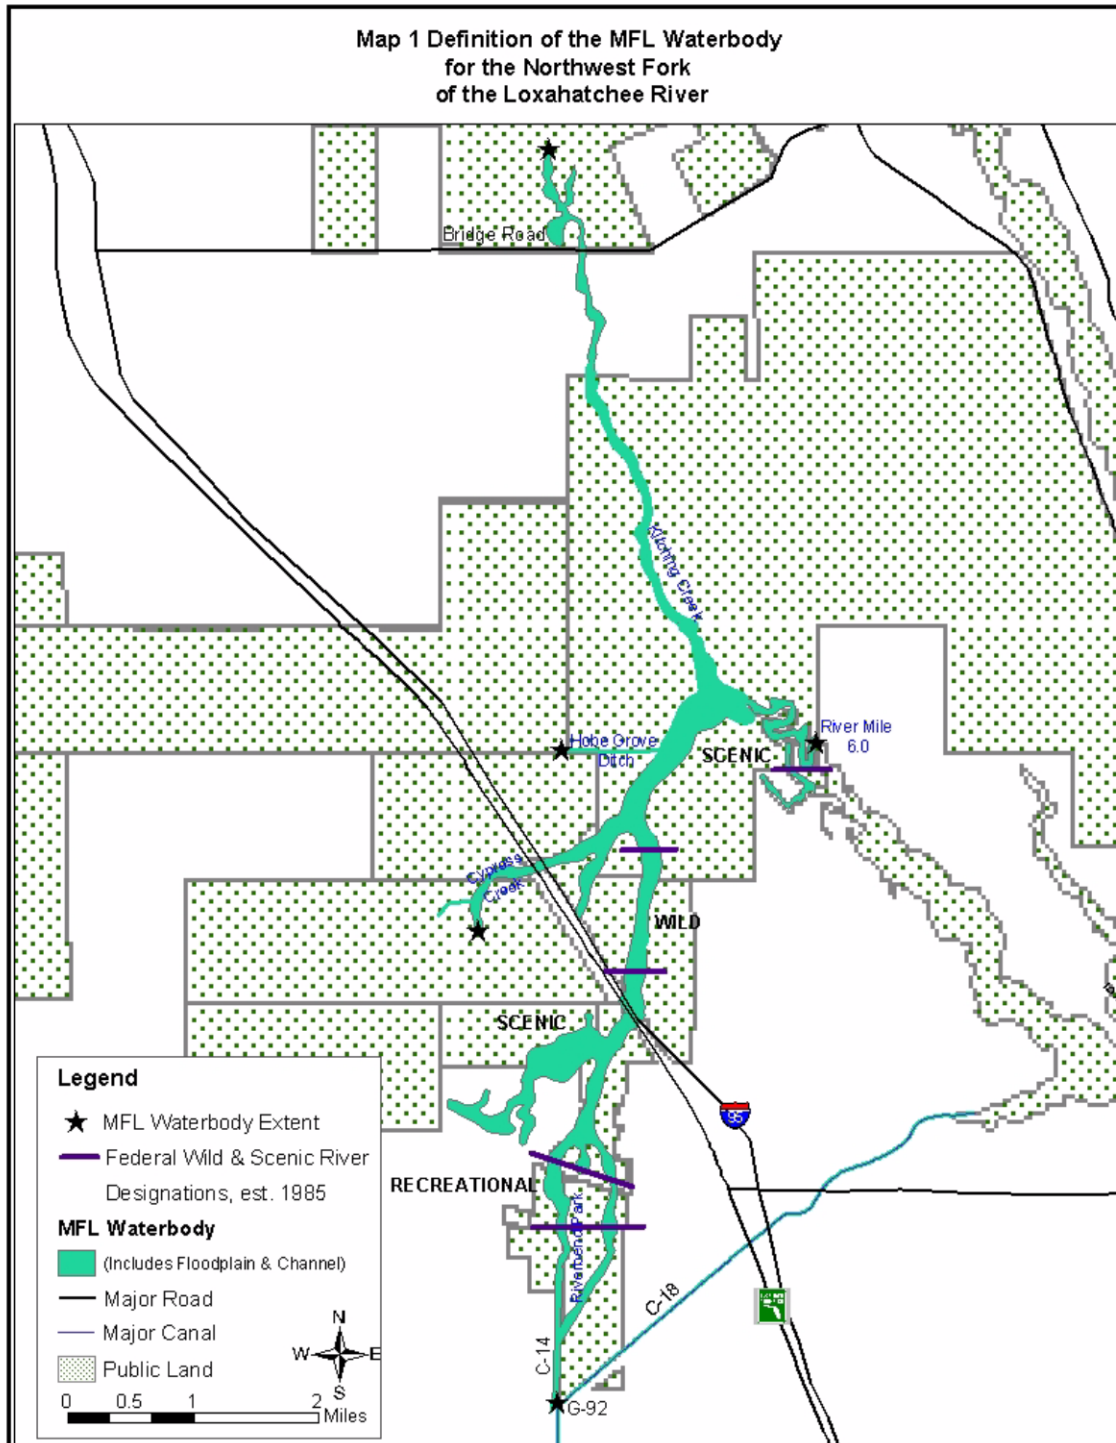 Map 1 Definition of the MFL Waterbody
for the Northwest Fork
of the Loxahatchee River
Bridge Road
Kitching Creek
River Mile
6.0
Hobe Grove
Ditch
SCENIC
Cypress
Creek
WILD
SCENIC
95
RECREATIONAL
Riverbend Park
C-18
C-14
G-92
Legend
MFL Waterbody Extent
Federal Wild & Scenic River
Designations, est. 1985
MFL Waterbody
(Includes Floodplain & Channel)
Major Road
Major Canal
Public Land
N
W E
S
0 0.5 1 2
Miles